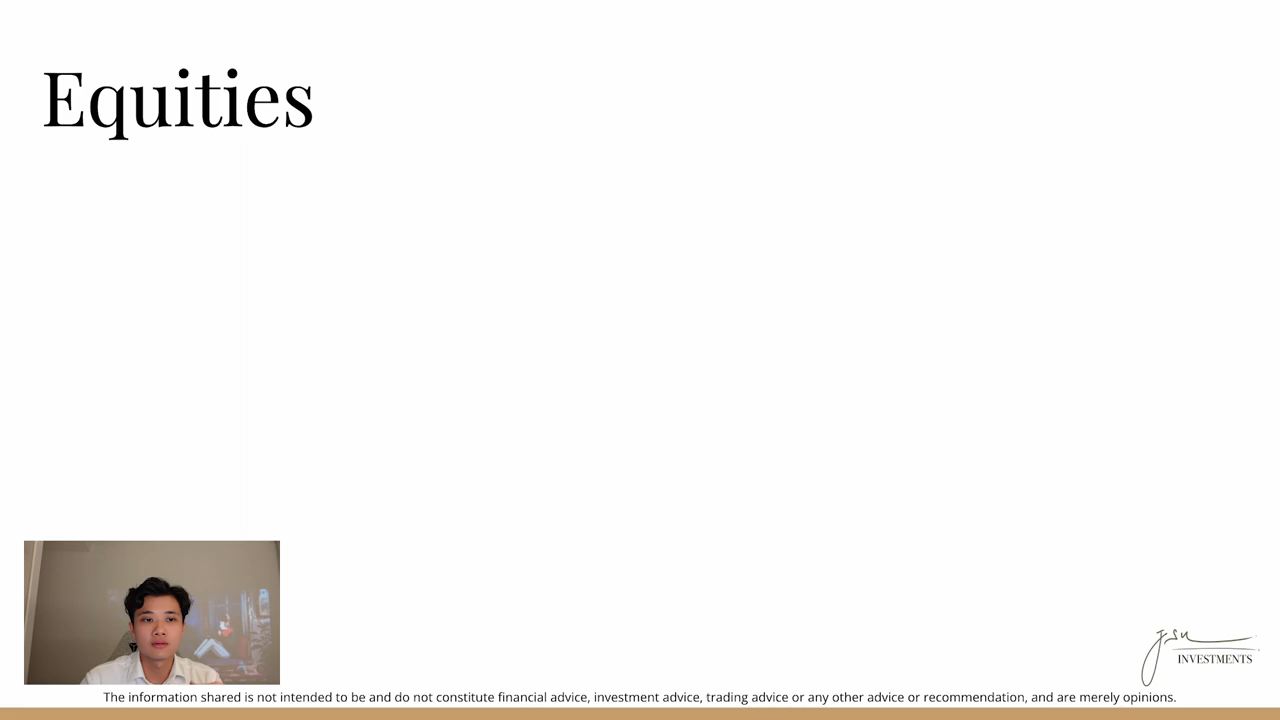 Equities
JSu
INVESTMENTS
The information shared is not intended to be and do not constitute financial advice, investment advice, trading advice or any other advice or recommendation, and are merely opinions.